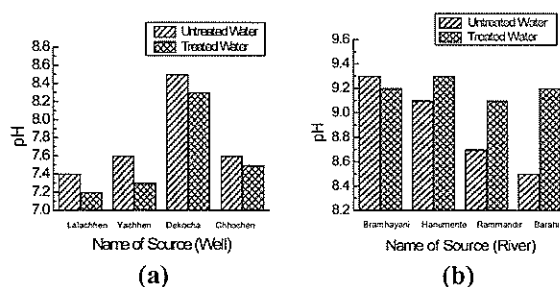 Untreated Water
Treated Water
pH
8.8
8.6
8.4
8.2
8.0
7.8
7.6
7.4
7.2
7.0
Lalachhen Yachhen Dekocha Chhochen
Name of Source (Well)
(a)
Untreated Water
Treated Water
pH
9.6
9.4
9.2
9.0
8.8
8.6
8.4
8.2
Bramhayani Hanumente Rammandir Barahi
Name of Source (River)
(b)